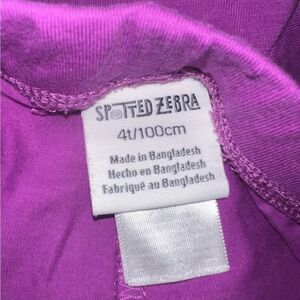 SPOTTED ZEBRA
4t/100cm
Made in Bangladesh
Hecho en Bangladesh
Fabriqué au Bangladesh